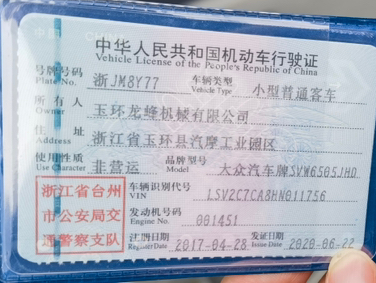 中华人民共和国机动车行驶证
Vehicle License of the People's Republic of China
号牌号码 浙JM8Y77 车辆类型 小型普通客车
Plate No. Vehicle Type
所有人 玉环龙蜂机械有限公司
Owner
住址 浙江省玉环县汽摩工业园区
Address
使用性质 非营运 品牌型号 大众汽车牌SVW6505JHD
Use Character Model
浙江省台州
市公安局交
通警察支队
车辆识别代号 LSV2C7CA8HN011756
VIN
发动机号码 001451
Engine No.
注册日期 2017-04-28 发证日期 2020-06-22
Register Date Issue Date